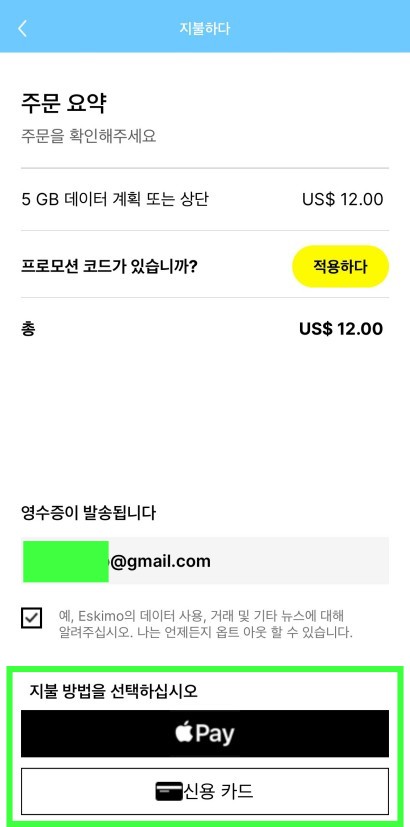 지불하다
주문 요약
주문을 확인해주세요
5 GB 데이터 계획 또는 상단 US$ 12.00
프로모션 코드가 있습니까? 적용하다
총 US$ 12.00
영수증이 발송됩니다
@gmail.com
예, Eskimo의 데이터 사용, 거래 및 기타 뉴스에 대해
알려주십시오. 나는 언제든지 옵트 아웃 할 수 있습니다.
지불 방법을 선택하십시오
Pay
신용 카드